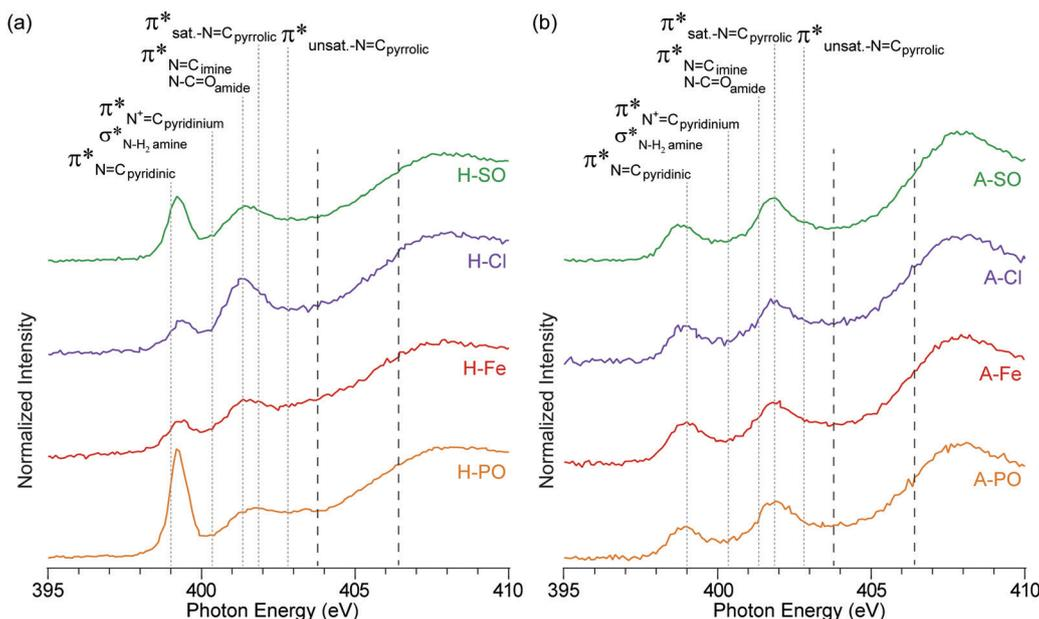 (a)
π* sat.-N=Cpyrrolic π* unsat.-N=Cpyrrolic
π* N=Cimine
N-C=Oamide
π* N+=Cpyridinium
σ* N-H2 amine
π* N=Cpyridinic
H-SO
H-Cl
H-Fe
H-PO
Normalized Intensity
395 400 405 410
Photon Energy (eV)
(b)
π* sat.-N=Cpyrrolic π* unsat.-N=Cpyrrolic
π* N=Cimine
N-C=Oamide
π* N+=Cpyridinium
σ* N-H2 amine
π* N=Cpyridinic
A-SO
A-Cl
A-Fe
A-PO
Normalized Intensity
395 400 405 410
Photon Energy (eV)